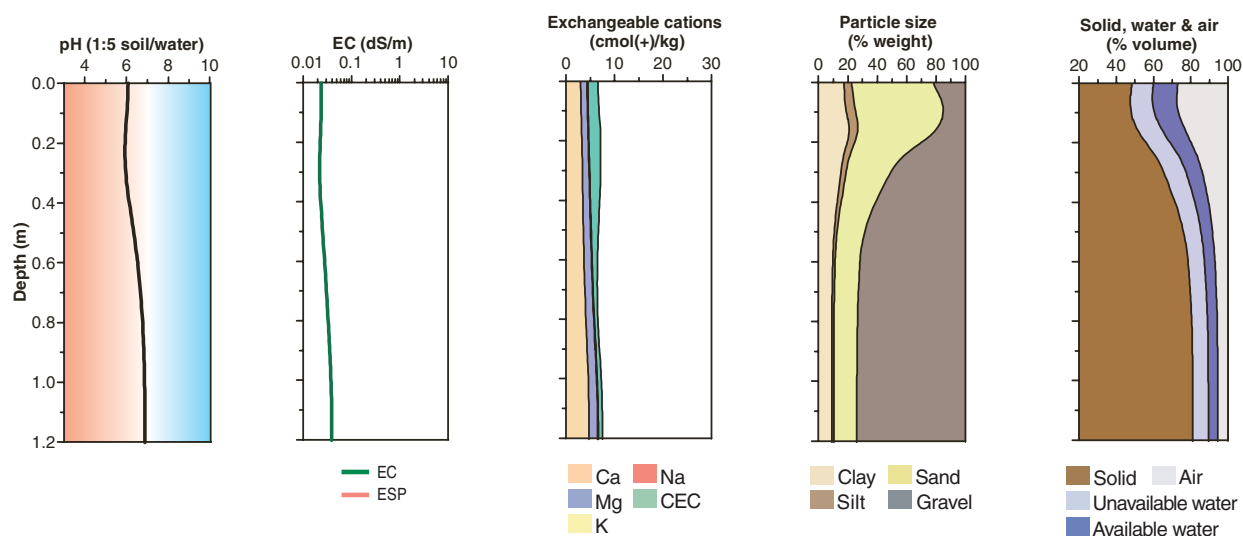 pH (1:5 soil/water)
4 6 8 10
Depth (m)
0.0
0.2
0.4
0.6
0.8
1.0
1.2
EC (dS/m)
0.01 0.1 1 10
EC
ESP
Exchangeable cations
(cmol(+)/kg)
0 10 20 30
Ca
Na
Mg
CEC
K
Particle size
(% weight)
0 20 40 60 80 100
Clay
Sand
Silt
Gravel
Solid, water & air
(% volume)
20 40 60 80 100
Solid
Air
Unavailable water
Available water